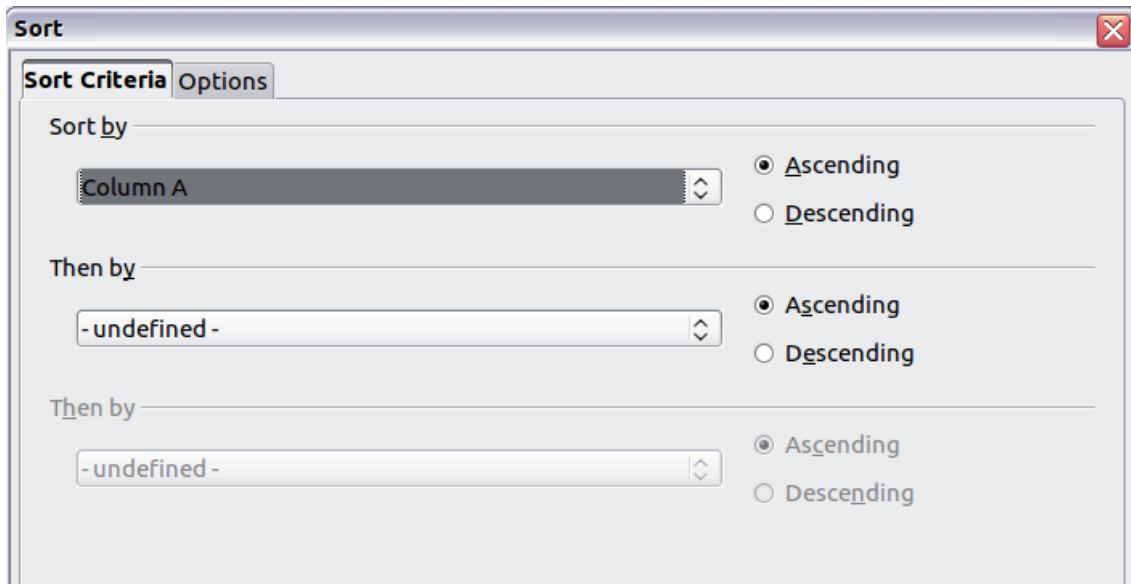 Sort
Sort Criteria Options
Sort by
Column A
Ascending
Descending
Then by
- undefined -
Ascending
Descending
Then by
- undefined -
Ascending
Descending